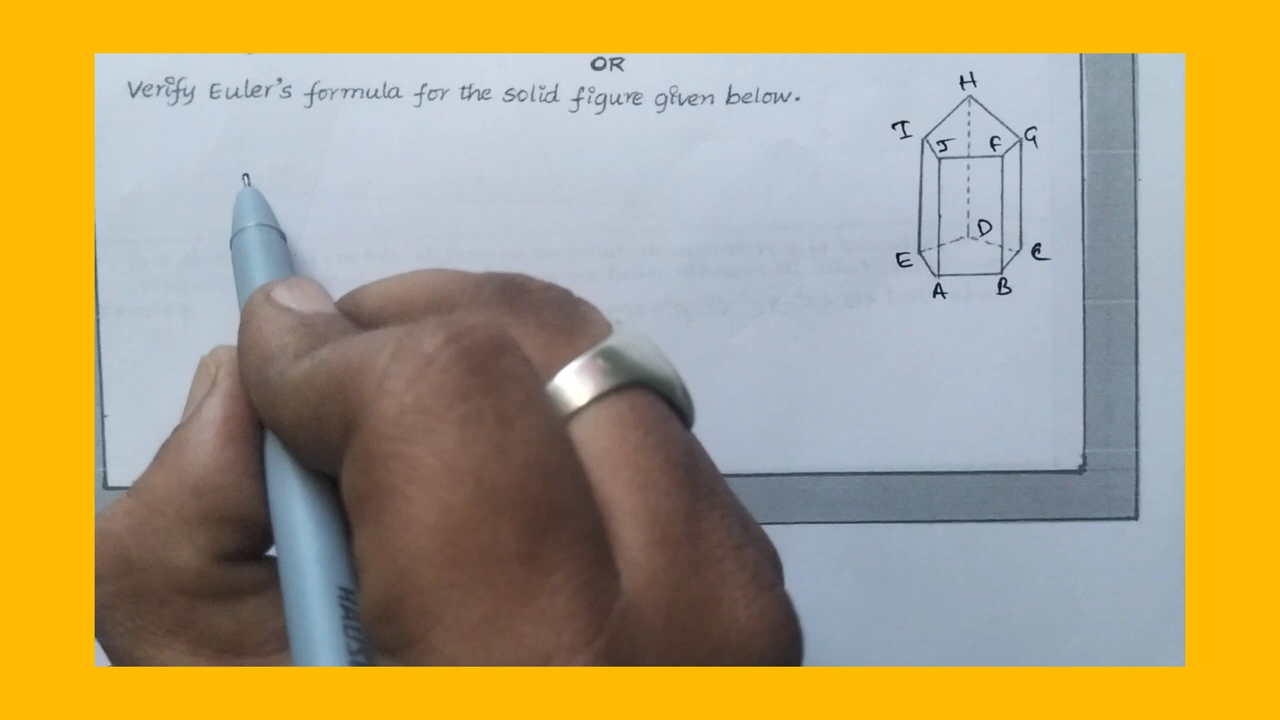 OR
Verify Euler's formula for the solid figure given below.
H
I
J
F
G
D
E
C
A
B